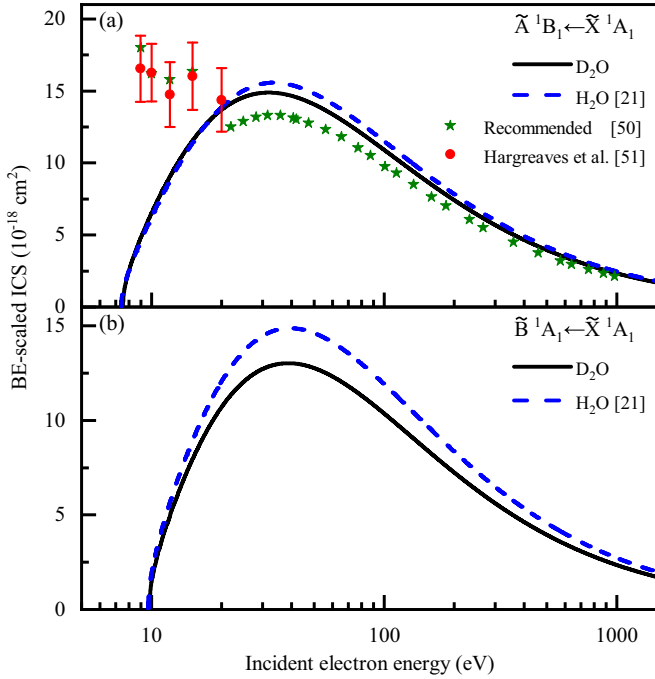 (a)
Ã ¹B₁←X̃ ¹A₁
D₂O
H₂O [21]
Recommended [50]
Hargreaves et al. [51]
20
15
10
5
0
BE-scaled ICS (10⁻¹⁸ cm²)
(b)
B̃ ¹A₁←X̃ ¹A₁
D₂O
H₂O [21]
15
10
5
0
10
100
1000
Incident electron energy (eV)